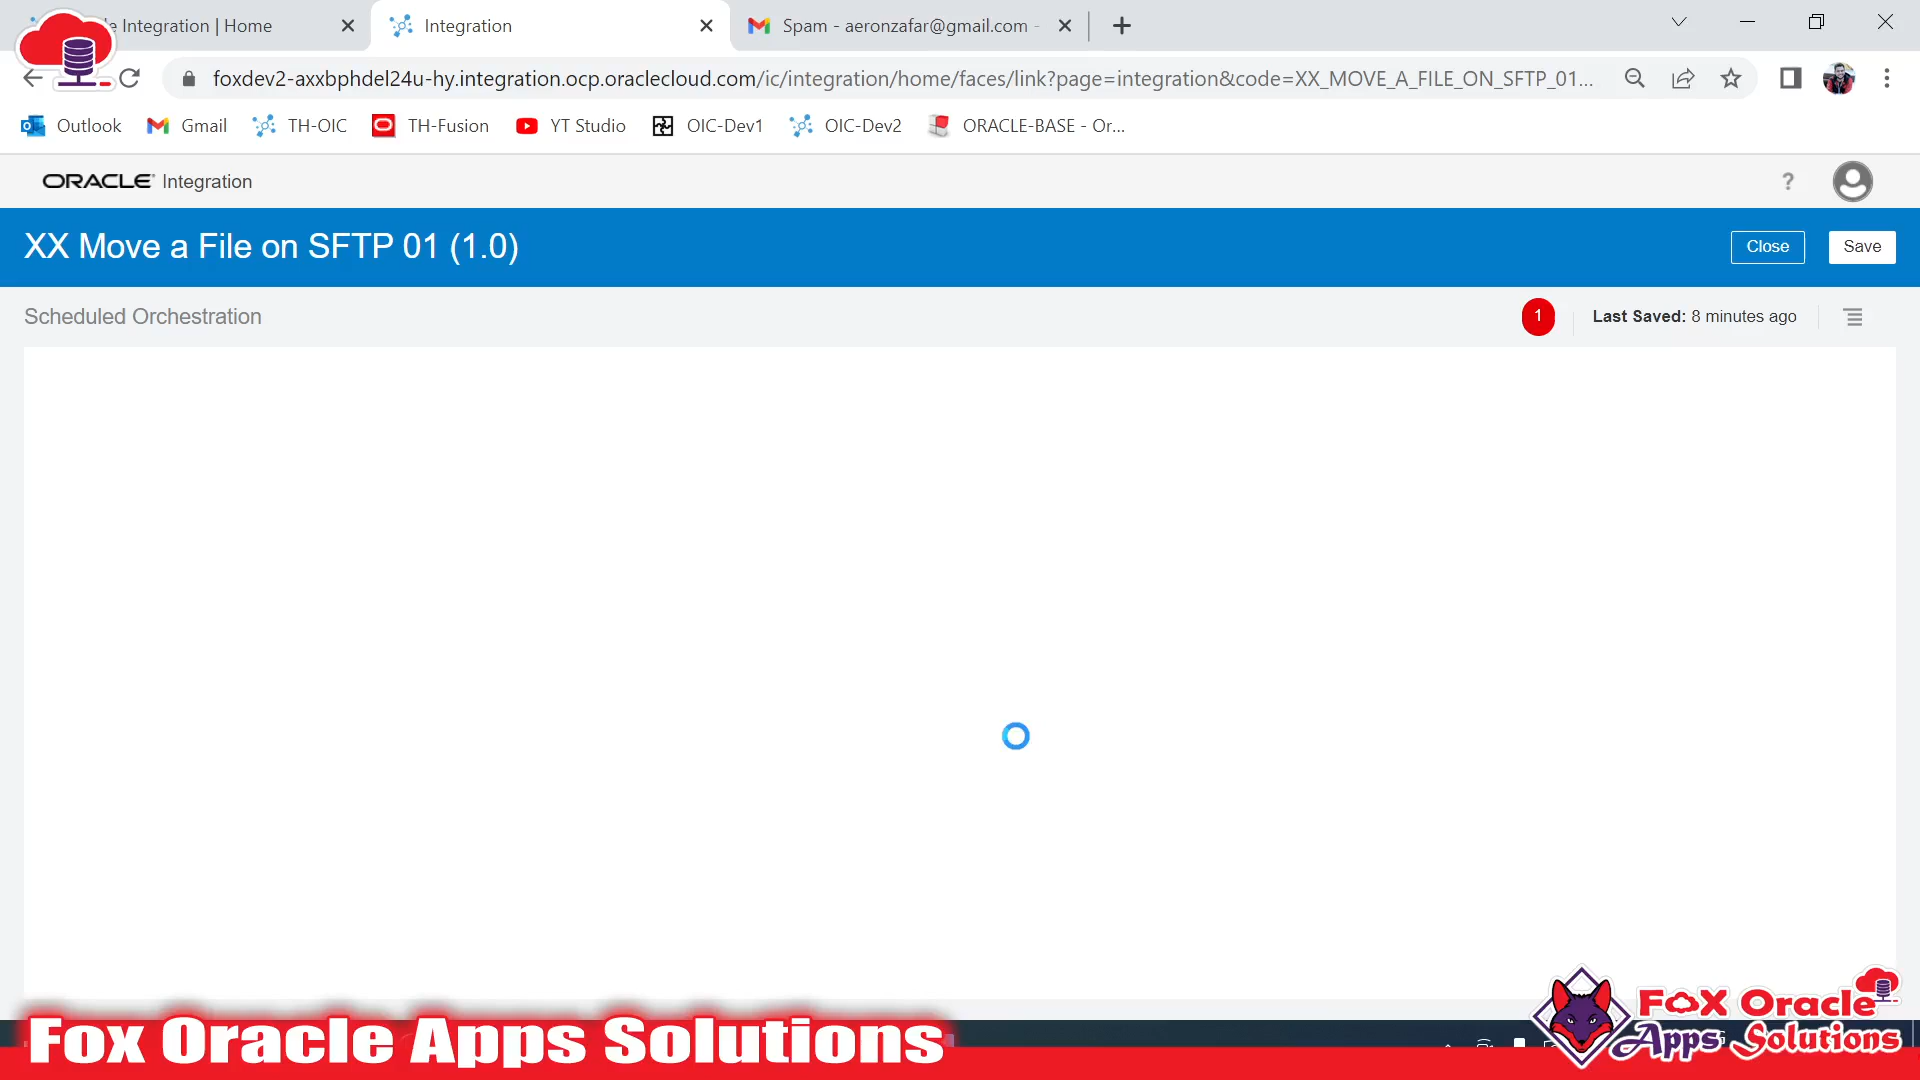 le Integration | Home
Integration
Spam - aeronzafar@gmail.com -
foxdev2-axxbphdel24u-hy.integration.ocp.oraclecloud.com/ic/integration/home/faces/link?page=integration&code=XX_MOVE_A_FILE_ON_SFTP_01...
Outlook
Gmail
TH-OIC
TH-Fusion
YT Studio
OIC-Dev1
OIC-Dev2
ORACLE-BASE - Or...
ORACLE Integration
?
XX Move a File on SFTP 01 (1.0)
Close
Save
Scheduled Orchestration
1
Last Saved: 8 minutes ago
Fox Oracle Apps Solutions
Fox Oracle
Apps Solutions